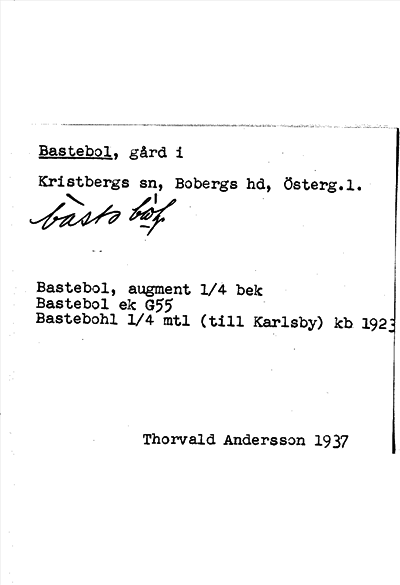 Bastebol, gård i
Kristbergs sn, Bobergs hd, Österg.l.
Bastebol, augment 1/4 bek
Bastebol ek G55
Bastebohl 1/4 mtl (till Karlsby) kb 1923
Thorvald Andersson 1937